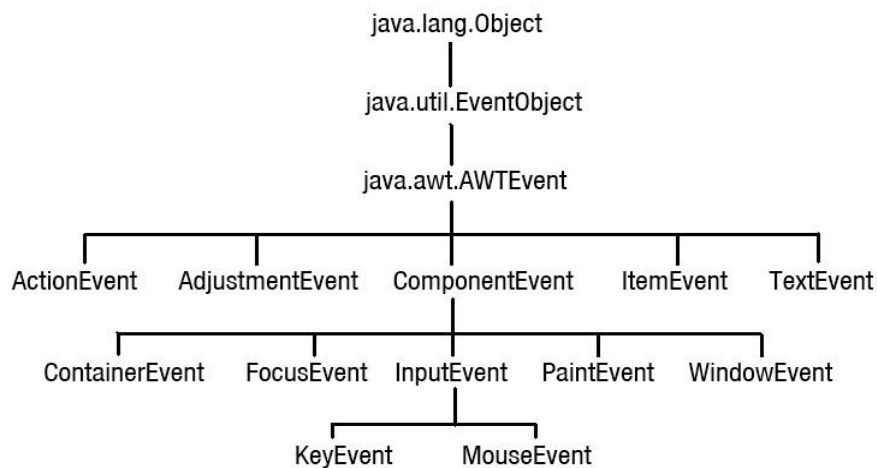 java.lang.Object
java.util.EventObject
java.awt.AWTEvent
ActionEvent AdjustmentEvent ComponentEvent ItemEvent TextEvent
ContainerEvent FocusEvent InputEvent PaintEvent WindowEvent
KeyEvent MouseEvent